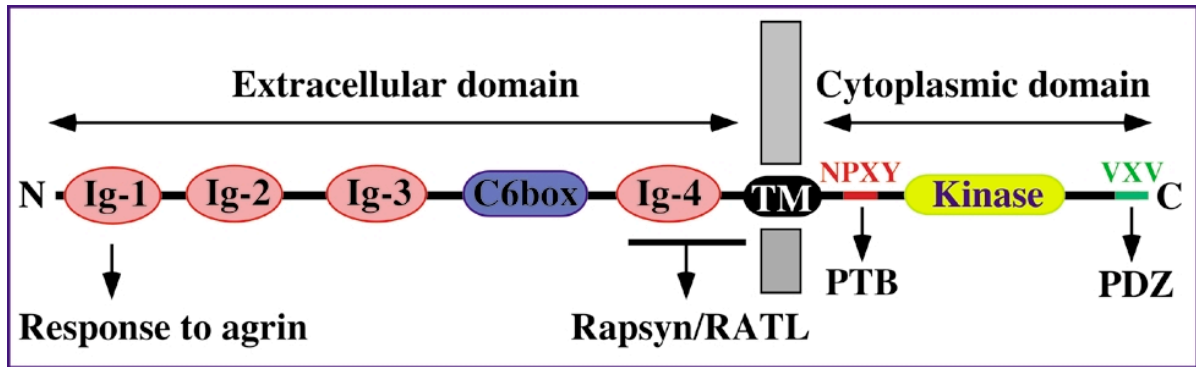 Extracellular domain
Cytoplasmic domain
N Ig-1 Ig-2 Ig-3 C6box Ig-4 TM NPXY Kinase VXV C
PTB PDZ
Response to agrin Rapsyn/RATL